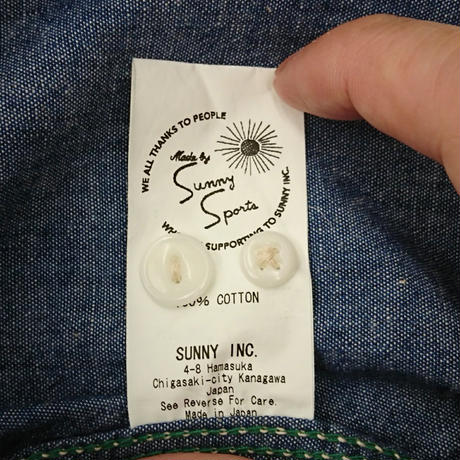 WE ALL THANKS TO PEOPLE
Made by
Sunny
Sports
SUPPORTING TO SUNNY INC.
% COTTON
SUNNY INC.
4-8 Hamasuka
Chigasaki-city Kanagawa
Japan
See Reverse For Care.
Made in Japan